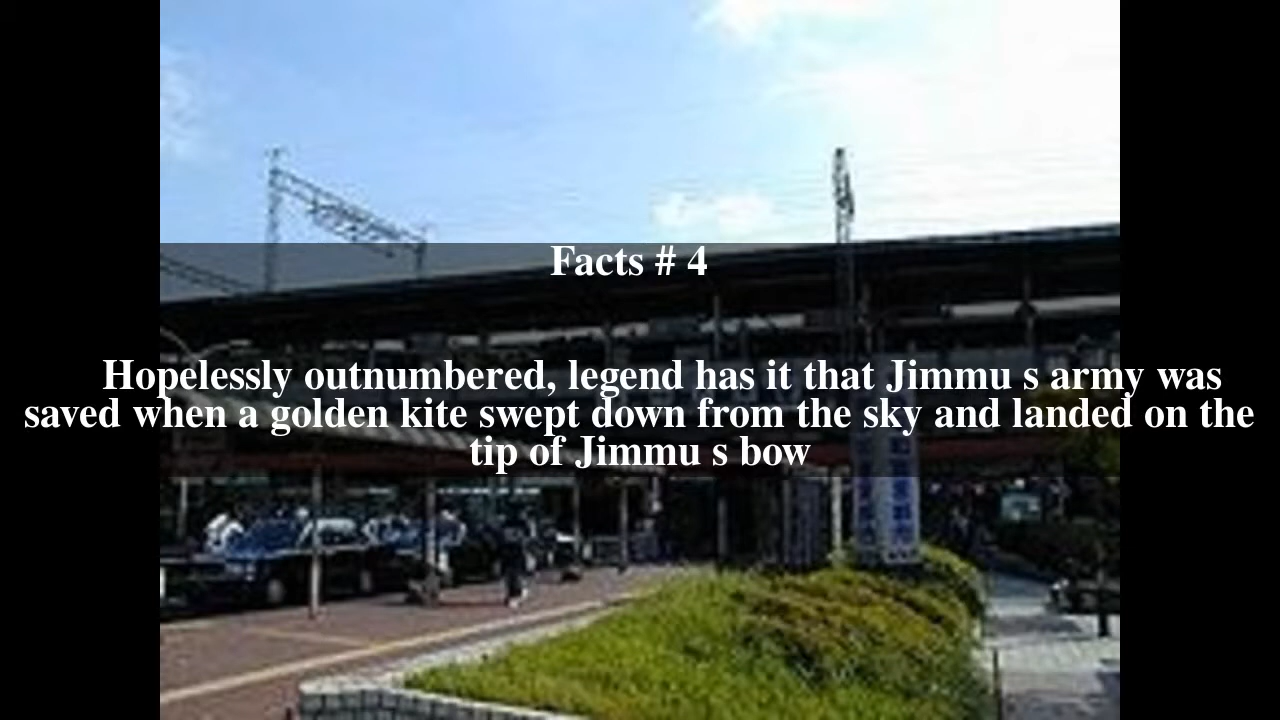 Facts # 4
Hopelessly outnumbered, legend has it that Jimmu s army was
saved when a golden kite swept down from the sky and landed on the
tip of Jimmu s bow